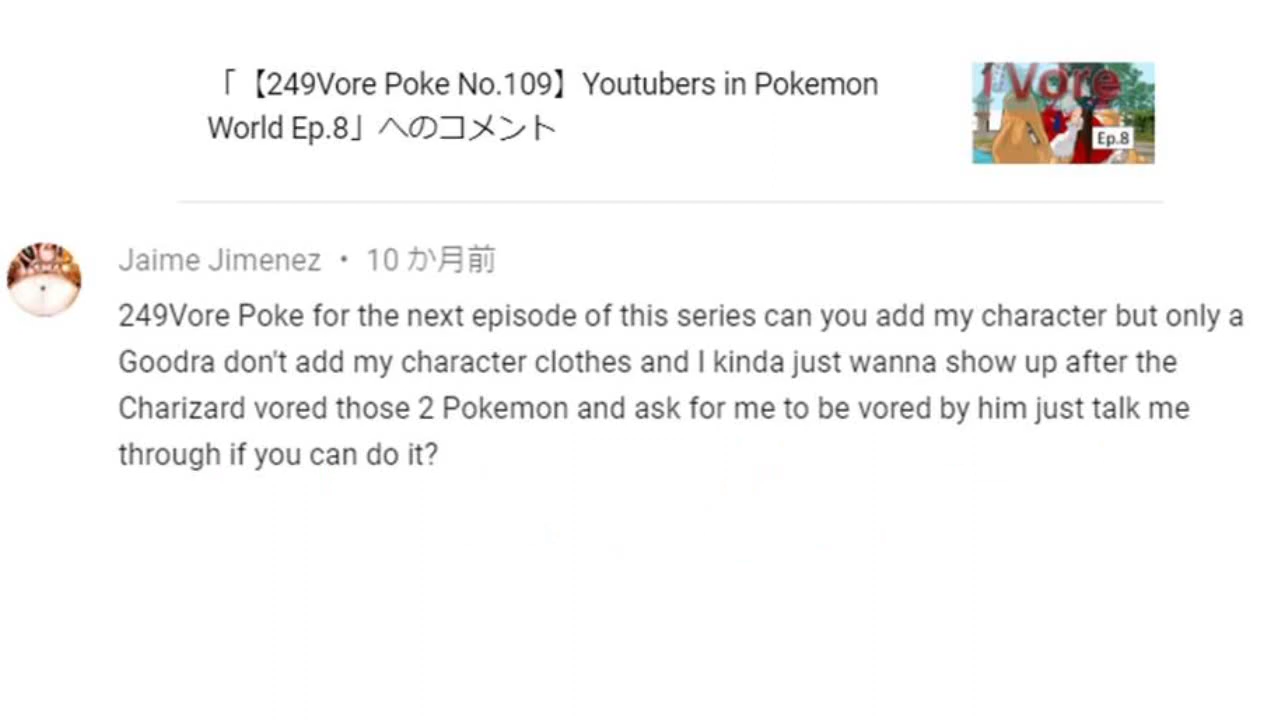 「【249Vore Poke No.109】Youtubers in Pokemon
World Ep.8」へのコメント
Vore
Ep.8
Jaime Jimenez • 10 か月前
249Vore Poke for the next episode of this series can you add my character but only a
Goodra don't add my character clothes and I kinda just wanna show up after the
Charizard vored those 2 Pokemon and ask for me to be vored by him just talk me
through if you can do it?